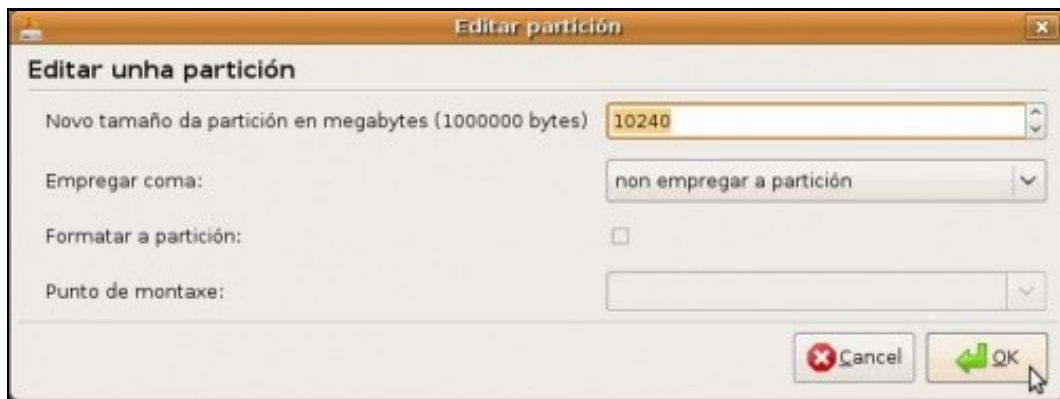 Editar partición
Editar unha partición
Novo tamaño da partición en megabytes (1000000 bytes) 10240
Empregar coma: non empregar a partición
Formatar a partición:
Punto de montaxe:
Cancel OK